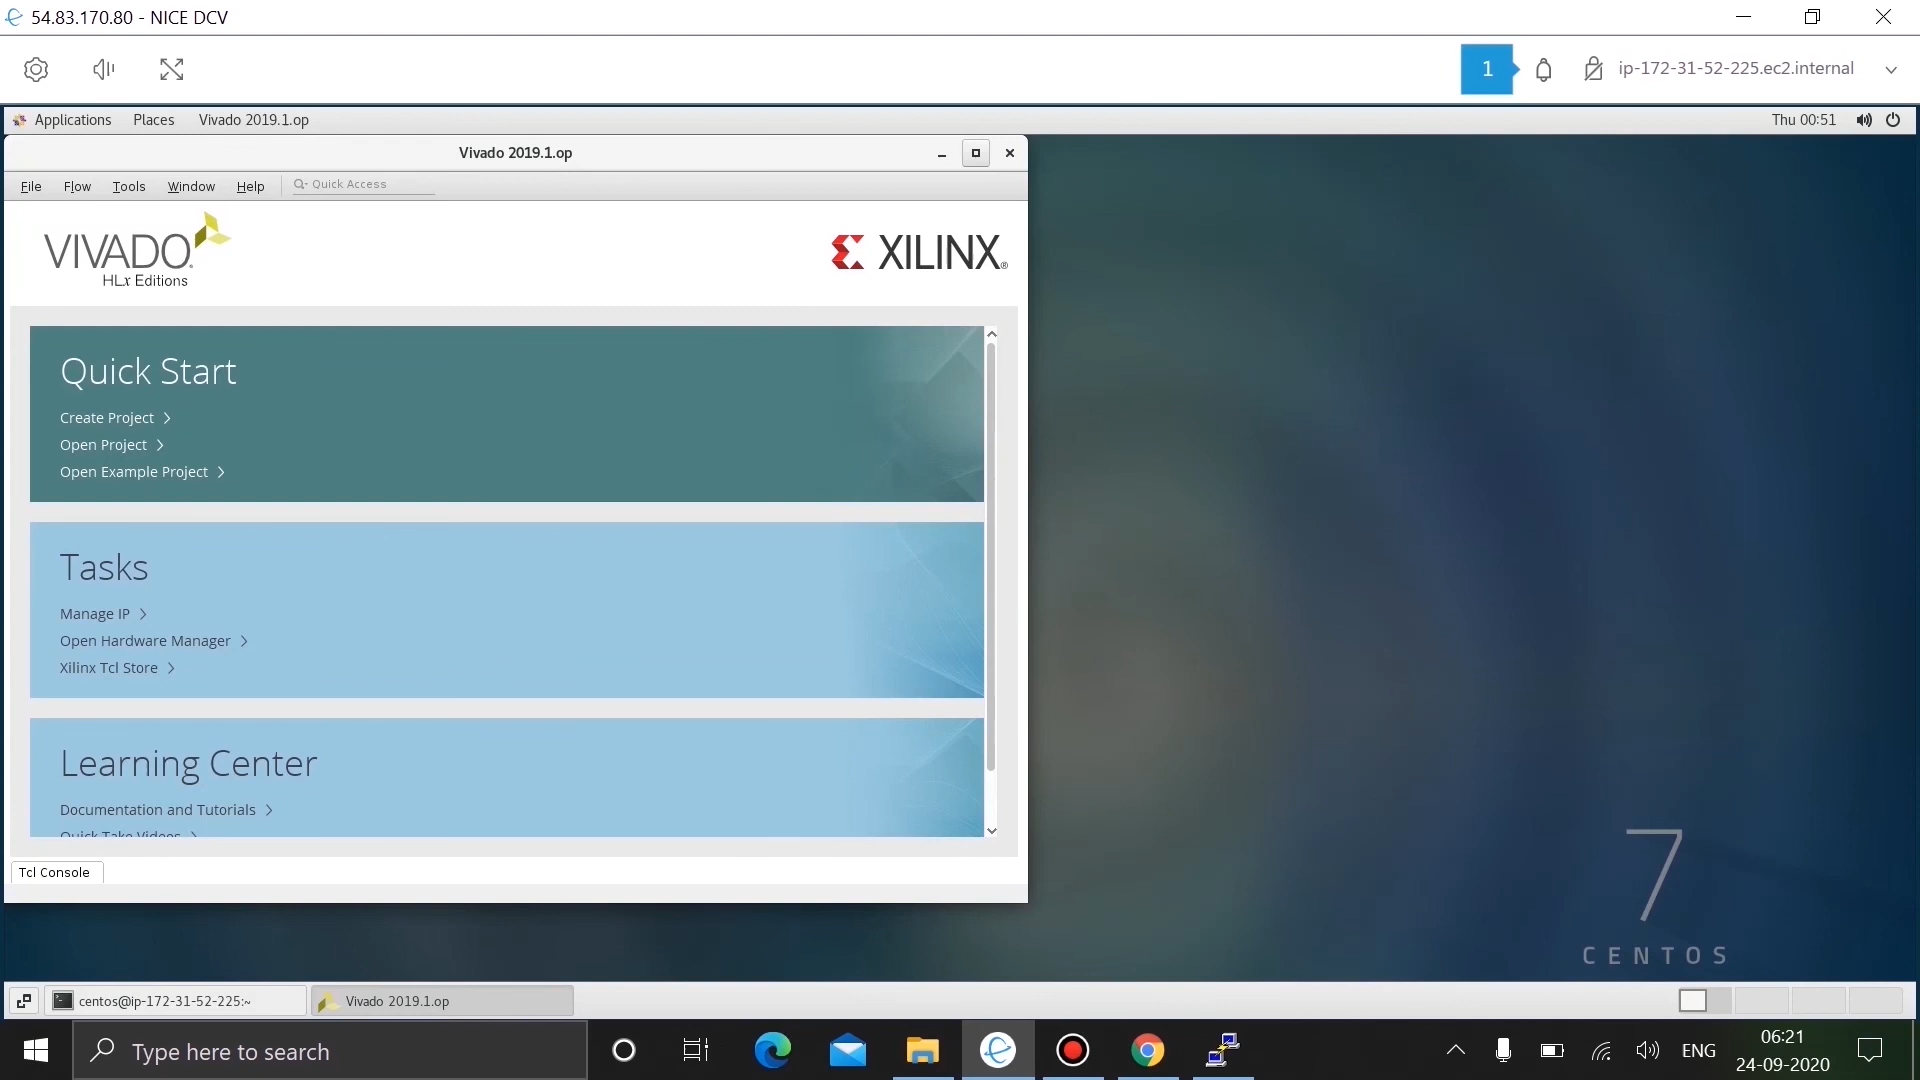 54.83.170.80 - NICE DCV
1
ip-172-31-52-225.ec2.internal
Applications Places Vivado 2019.1.op Thu 00:51
Vivado 2019.1.op
File Flow Tools Window Help Quick Access
VIVADO.
HLx Editions
XILINX®
Quick Start
Create Project >
Open Project >
Open Example Project >
Tasks
Manage IP >
Open Hardware Manager >
Xilinx Tcl Store >
Learning Center
Documentation and Tutorials >
Quick Take Videos >
Tcl Console
7
CENTOS
centos@ip-172-31-52-225:~ Vivado 2019.1.op
Type here to search
ENG
06:21
24-09-2020